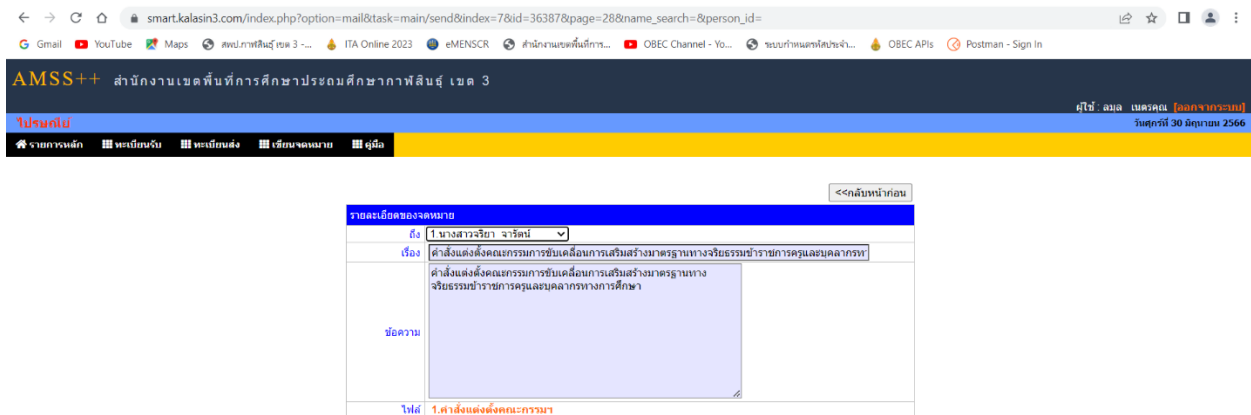 smart.kalasin3.com/index.php?option=mail&task=main/send&index=7&id=36387&page=28&name_search=&person_id=
Gmail YouTube Maps สพป.กาฬสินธุ์ เขต 3 -... ITA Online 2023 eMENSCR สำนักงานเขตพื้นที่การ... OBEC Channel - Yo... ระบบกำหนดรหัสประจำ... OBEC APIs Postman - Sign In
AMSS++ สำนักงานเขตพื้นที่การศึกษาประถมศึกษากาฬสินธุ์ เขต 3
ผู้ใช้ : ลมุล เนตรคุณ [ออกจากระบบ]
ไปรษณีย์ วันศุกร์ที่ 30 มิถุนายน 2566
รายการหลัก ทะเบียนรับ ทะเบียนส่ง เขียนจดหมาย คู่มือ
<<กลับหน้าก่อน
รายละเอียดของจดหมาย
ถึง 1.นางสาวจริยา จารัตน์
เรื่อง คำสั่งแต่งตั้งคณะกรรมการขับเคลื่อนการเสริมสร้างมาตรฐานทางจริยธรรมข้าราชการครูและบุคลากรทา
ข้อความ คำสั่งแต่งตั้งคณะกรรมการขับเคลื่อนการเสริมสร้างมาตรฐานทาง
จริยธรรมข้าราชการครูและบุคลากรทางการศึกษา
ไฟล์ 1.คำสั่งแต่งตั้งคณะกรรมฯ